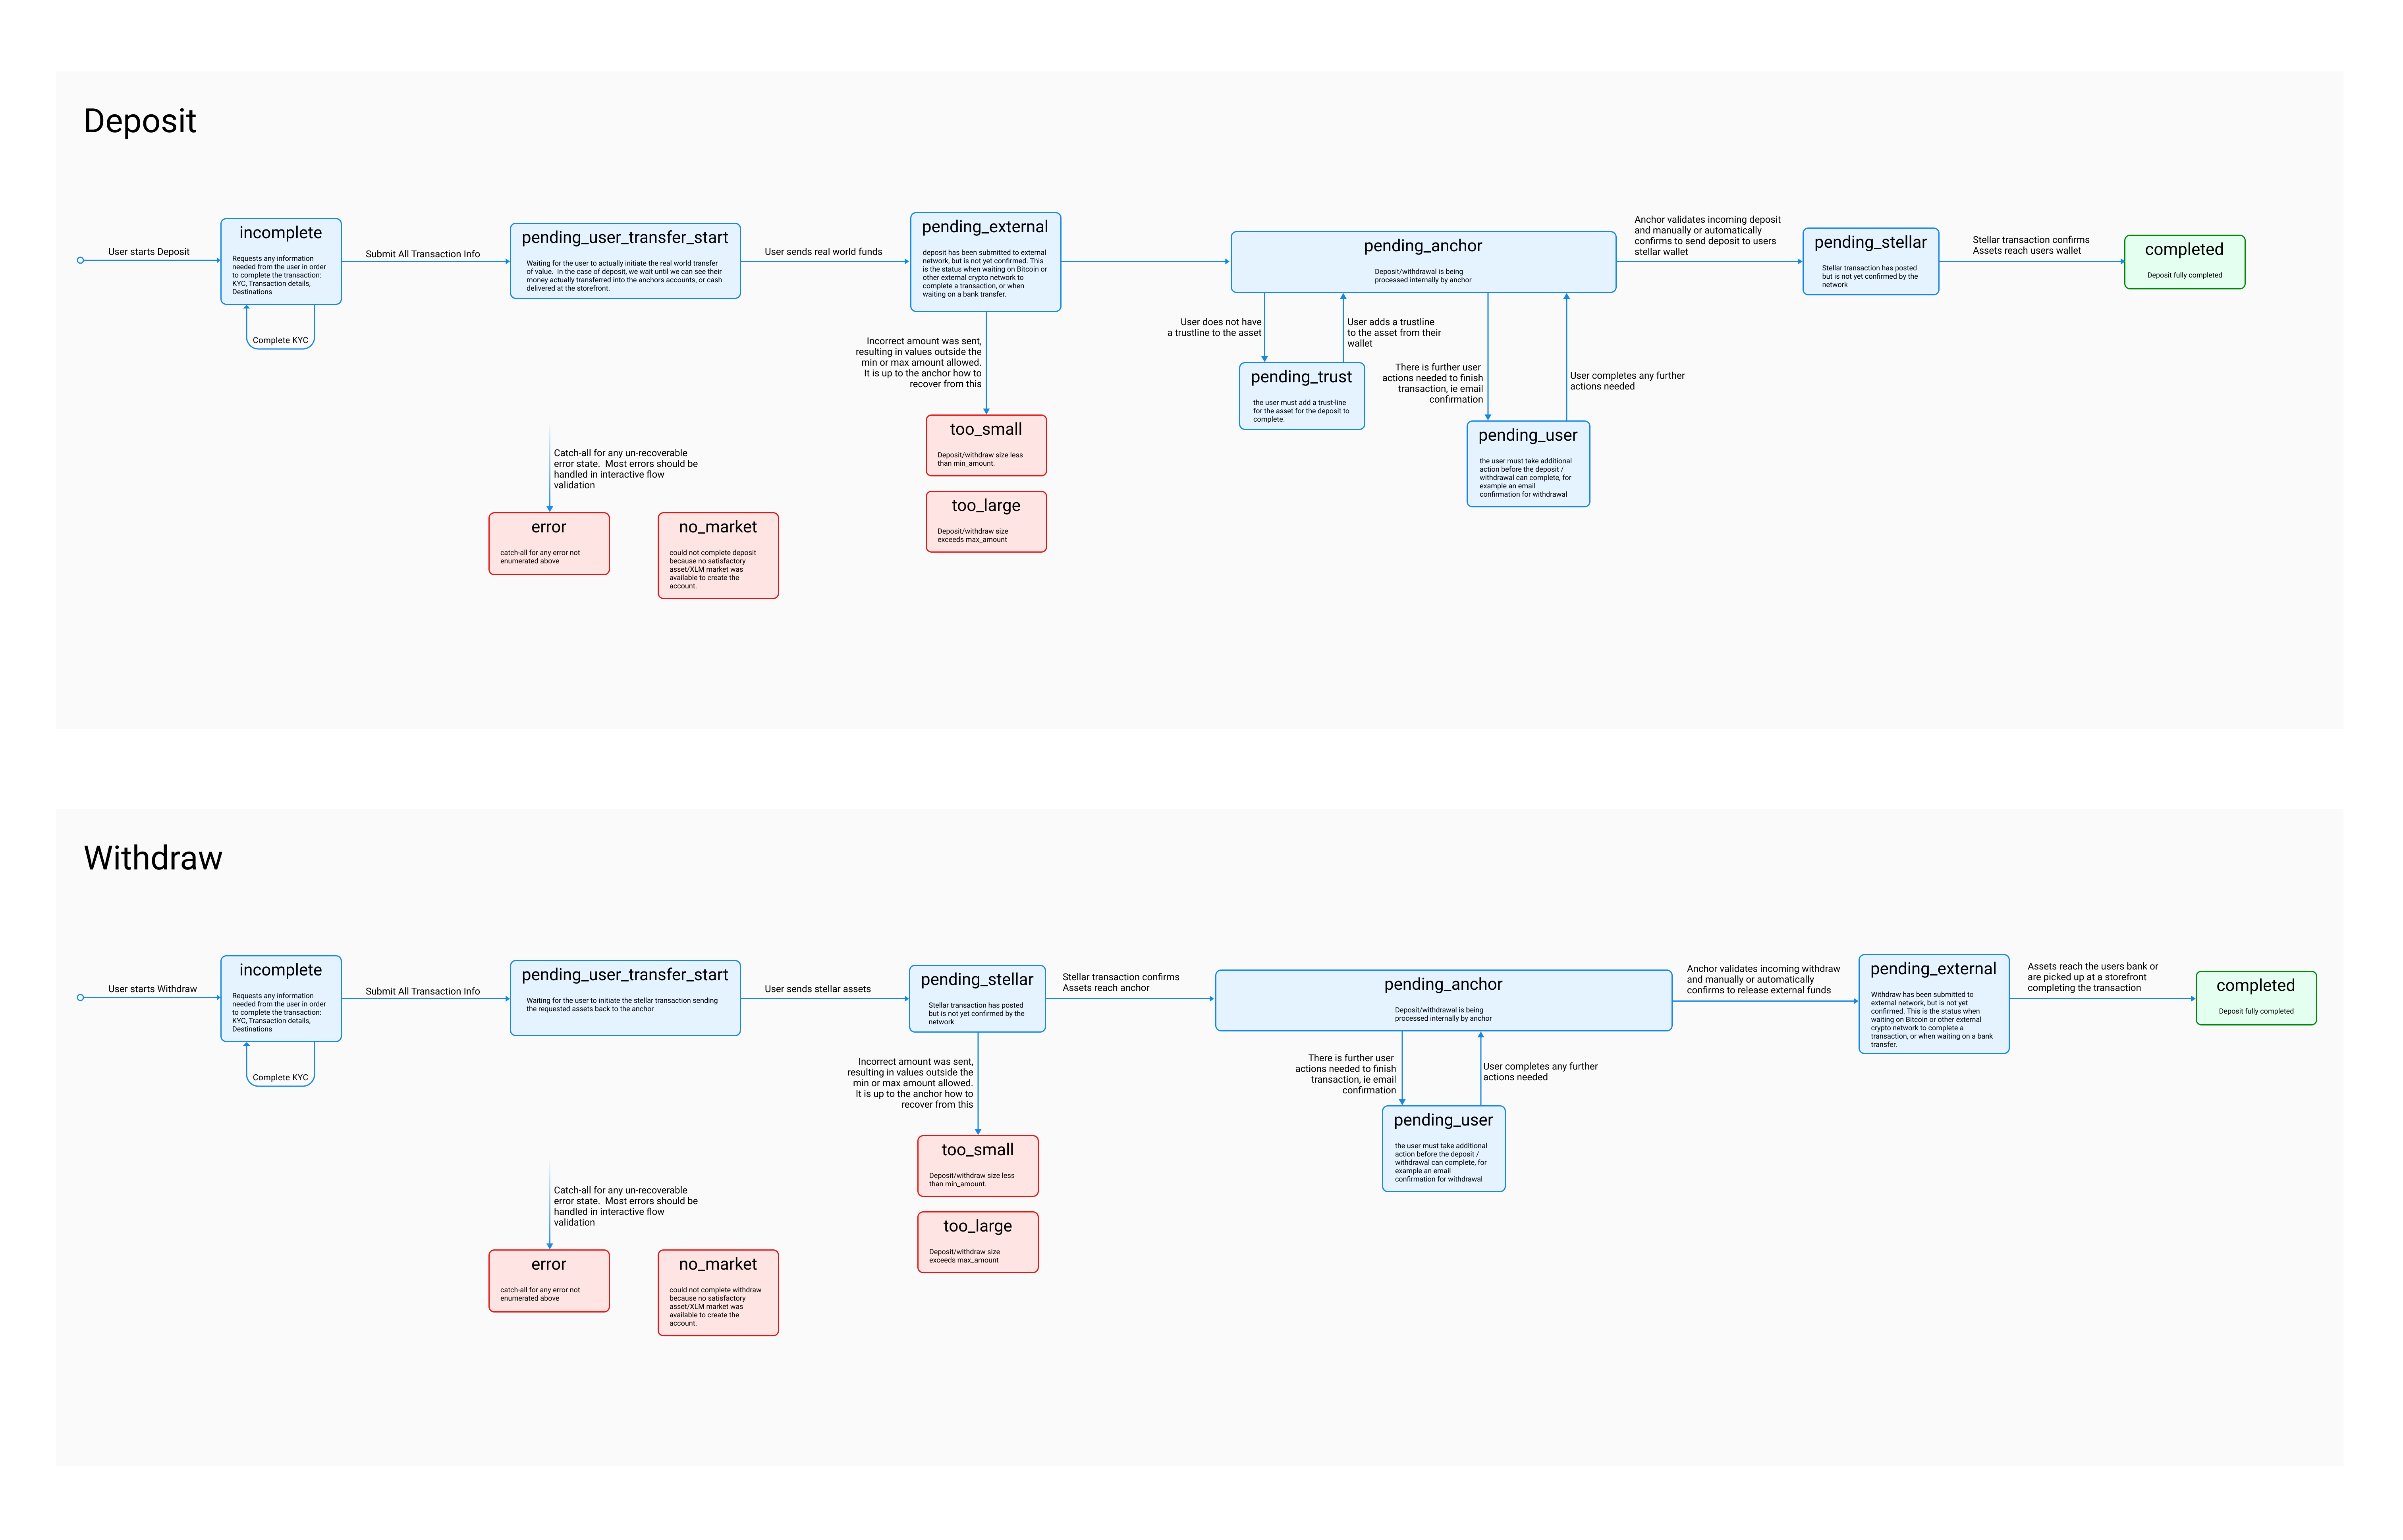 Deposit
User starts Deposit
incomplete
Requests any information
needed from the user in order
to complete the transaction:
KYC, Transaction details,
Destinations
Complete KYC
Submit All Transaction Info
pending_user_transfer_start
Waiting for the user to actually initiate the real world transfer
of value.  In the case of deposit, we wait until we can see their
money actually transferred into the anchors accounts, or cash
delivered at the storefront.
User sends real world funds
pending_external
deposit has been submitted to external
network, but is not yet confirmed. This
is the status when waiting on Bitcoin or
other external crypto network to
complete a transaction, or when
waiting on a bank transfer.
Incorrect amount was sent,
resulting in values outside the
min or max amount allowed.
It is up to the anchor how to
recover from this
too_small
Deposit/withdraw size less
than min_amount.
too_large
Deposit/withdraw size
exceeds max_amount
Catch-all for any un-recoverable
error state.  Most errors should be
handled in interactive flow
validation
error
catch-all for any error not
enumerated above
no_market
could not complete deposit
because no satisfactory
asset/XLM market was
available to create the
account.
pending_anchor
Deposit/withdrawal is being
processed internally by anchor
User does not have
a trustline to the asset
User adds a trustline
to the asset from their
wallet
pending_trust
the user must add a trust-line
for the asset for the deposit to
complete.
There is further user
actions needed to finish
transaction, ie email
confirmation
User completes any further
actions needed
pending_user
the user must take additional
action before the deposit /
withdrawal can complete, for
example an email
confirmation for withdrawal
Anchor validates incoming deposit
and manually or automatically
confirms to send deposit to users
stellar wallet
pending_stellar
Stellar transaction has posted
but is not yet confirmed by the
network
Stellar transaction confirms
Assets reach users wallet
completed
Deposit fully completed
Withdraw
User starts Withdraw
incomplete
Requests any information
needed from the user in order
to complete the transaction:
KYC, Transaction details,
Destinations
Complete KYC
Submit All Transaction Info
pending_user_transfer_start
Waiting for the user to initiate the stellar transaction sending
the requested assets back to the anchor
User sends stellar assets
pending_stellar
Stellar transaction has posted
but is not yet confirmed by the
network
Incorrect amount was sent,
resulting in values outside the
min or max amount allowed.
It is up to the anchor how to
recover from this
too_small
Deposit/withdraw size less
than min_amount.
too_large
Deposit/withdraw size
exceeds max_amount
Catch-all for any un-recoverable
error state.  Most errors should be
handled in interactive flow
validation
error
catch-all for any error not
enumerated above
no_market
could not complete withdraw
because no satisfactory
asset/XLM market was
available to create the
account.
Stellar transaction confirms
Assets reach anchor
pending_anchor
Deposit/withdrawal is being
processed internally by anchor
There is further user
actions needed to finish
transaction, ie email
confirmation
User completes any further
actions needed
pending_user
the user must take additional
action before the deposit /
withdrawal can complete, for
example an email
confirmation for withdrawal
Anchor validates incoming withdraw
and manually or automatically
confirms to release external funds
pending_external
Withdraw has been submitted to
external network, but is not yet
confirmed. This is the status when
waiting on Bitcoin or other external
crypto network to complete a
transaction, or when waiting on a bank
transfer.
Assets reach the users bank or
are picked up at a storefront
completing the transaction
completed
Deposit fully completed